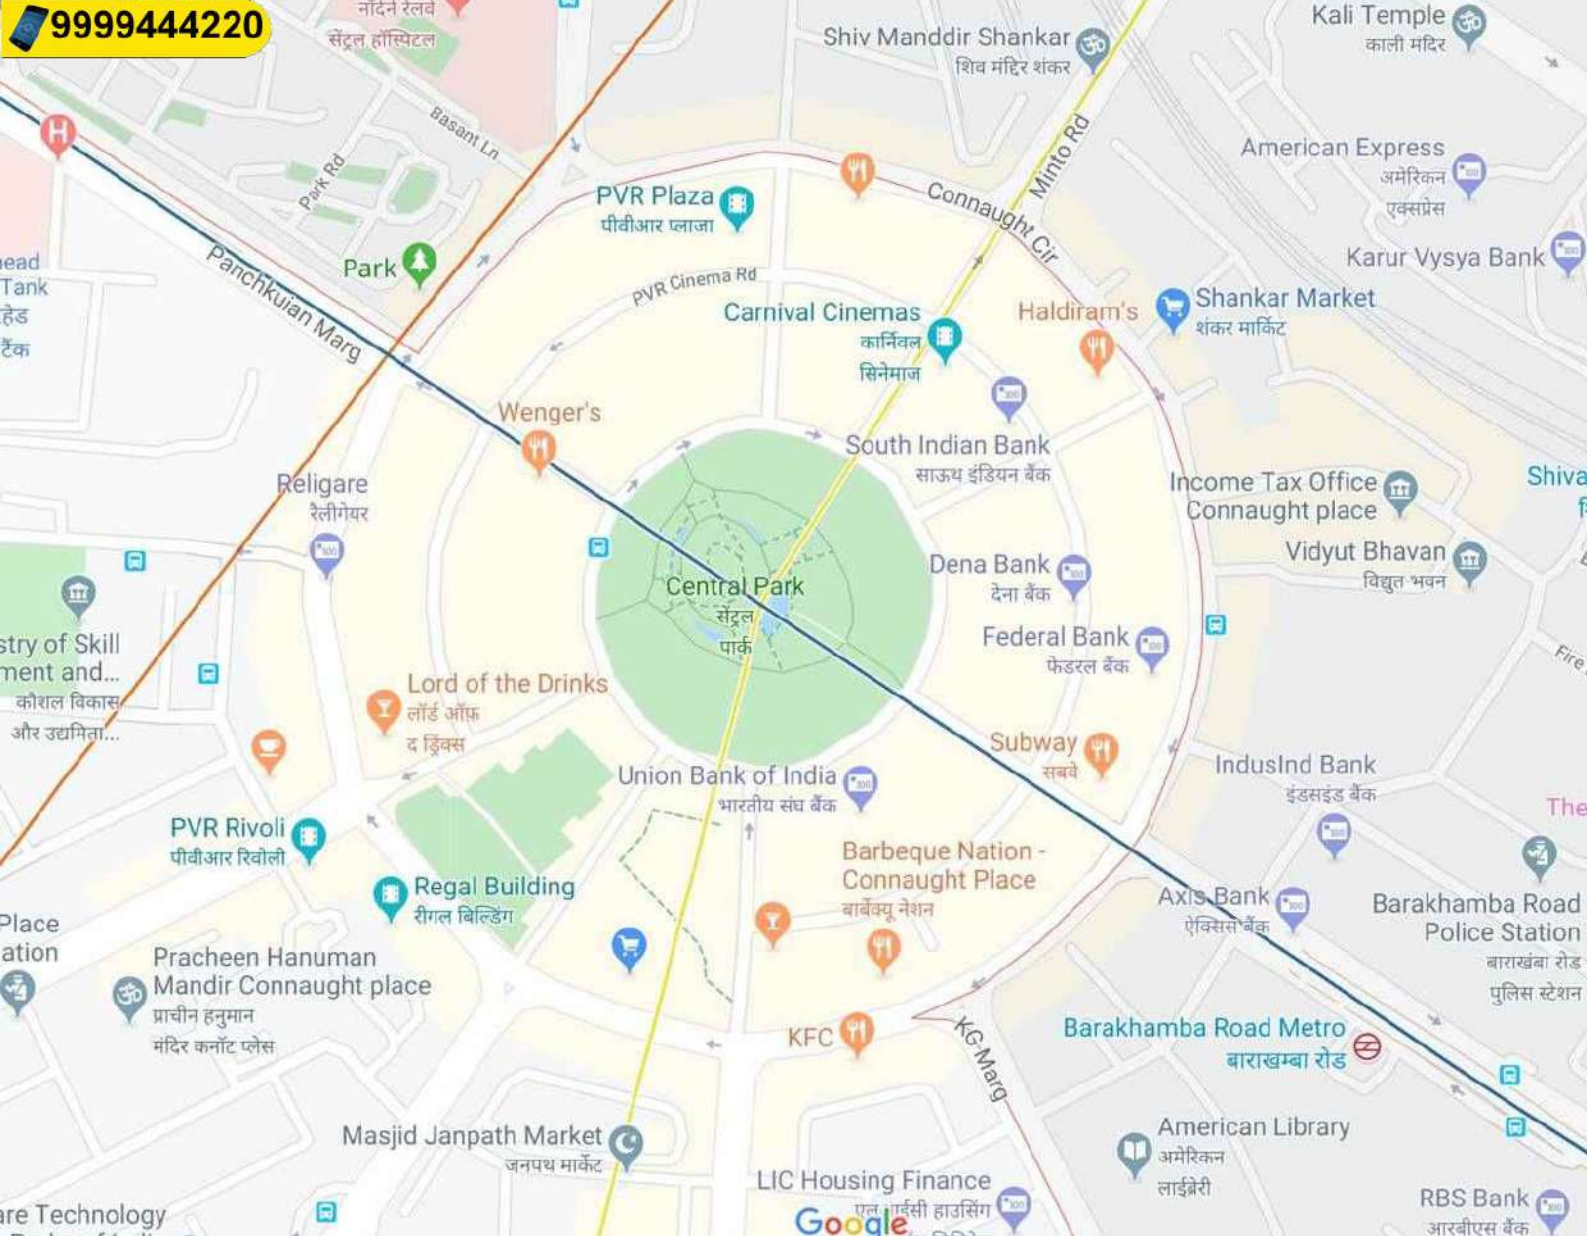 9999444220
नॉर्दन रेलवे
सेंट्रल हॉस्पिटल
Shiv Manddir Shankar
शिव मंदिर शंकर
Kali Temple
काली मंदिर
Basant Ln
Park Rd
Minto Rd
American Express
अमेरिकन
एक्सप्रेस
PVR Plaza
पीवीआर प्लाजा
Connaught Cir
Karur Vysya Bank
Park
Panchkuian Marg
ead
Tank
हेड
टैंक
PVR Cinema Rd
Carnival Cinemas
कार्निवल
सिनेमाज
Haldiram's
Shankar Market
शंकर मार्किट
Wenger's
South Indian Bank
साऊथ इंडियन बैंक
Religare
रैलीगेयर
Income Tax Office
Connaught place
Shiva
Vidyut Bhavan
विद्युत भवन
Dena Bank
देना बैंक
Central Park
सेंट्रल
पार्क
Federal Bank
फेडरल बैंक
Fire
stry of Skill
ment and...
कौशल विकास
और उद्यमिता...
Lord of the Drinks
लॉर्ड ऑफ़
द ड्रिंक्स
Subway
सबवे
Union Bank of India
भारतीय संघ बैंक
IndusInd Bank
इंडसइंड बैंक
The
PVR Rivoli
पीवीआर रिवोली
Barbeque Nation -
Connaught Place
बार्बेक्यू नेशन
Regal Building
रीगल बिल्डिंग
Axis Bank
ऐक्सिस बैंक
Barakhamba Road
Police Station
बाराखंबा रोड
पुलिस स्टेशन
Place
ation
Pracheen Hanuman
Mandir Connaught place
प्राचीन हनुमान
मंदिर कनॉट प्लेस
KFC
KG Marg
Barakhamba Road Metro
बाराखम्बा रोड
Masjid Janpath Market
जनपथ मार्केट
American Library
अमेरिकन
लाईब्रेरी
LIC Housing Finance
हाउसिंग
Google
RBS Bank
आरबीएस बैंक
are Technology